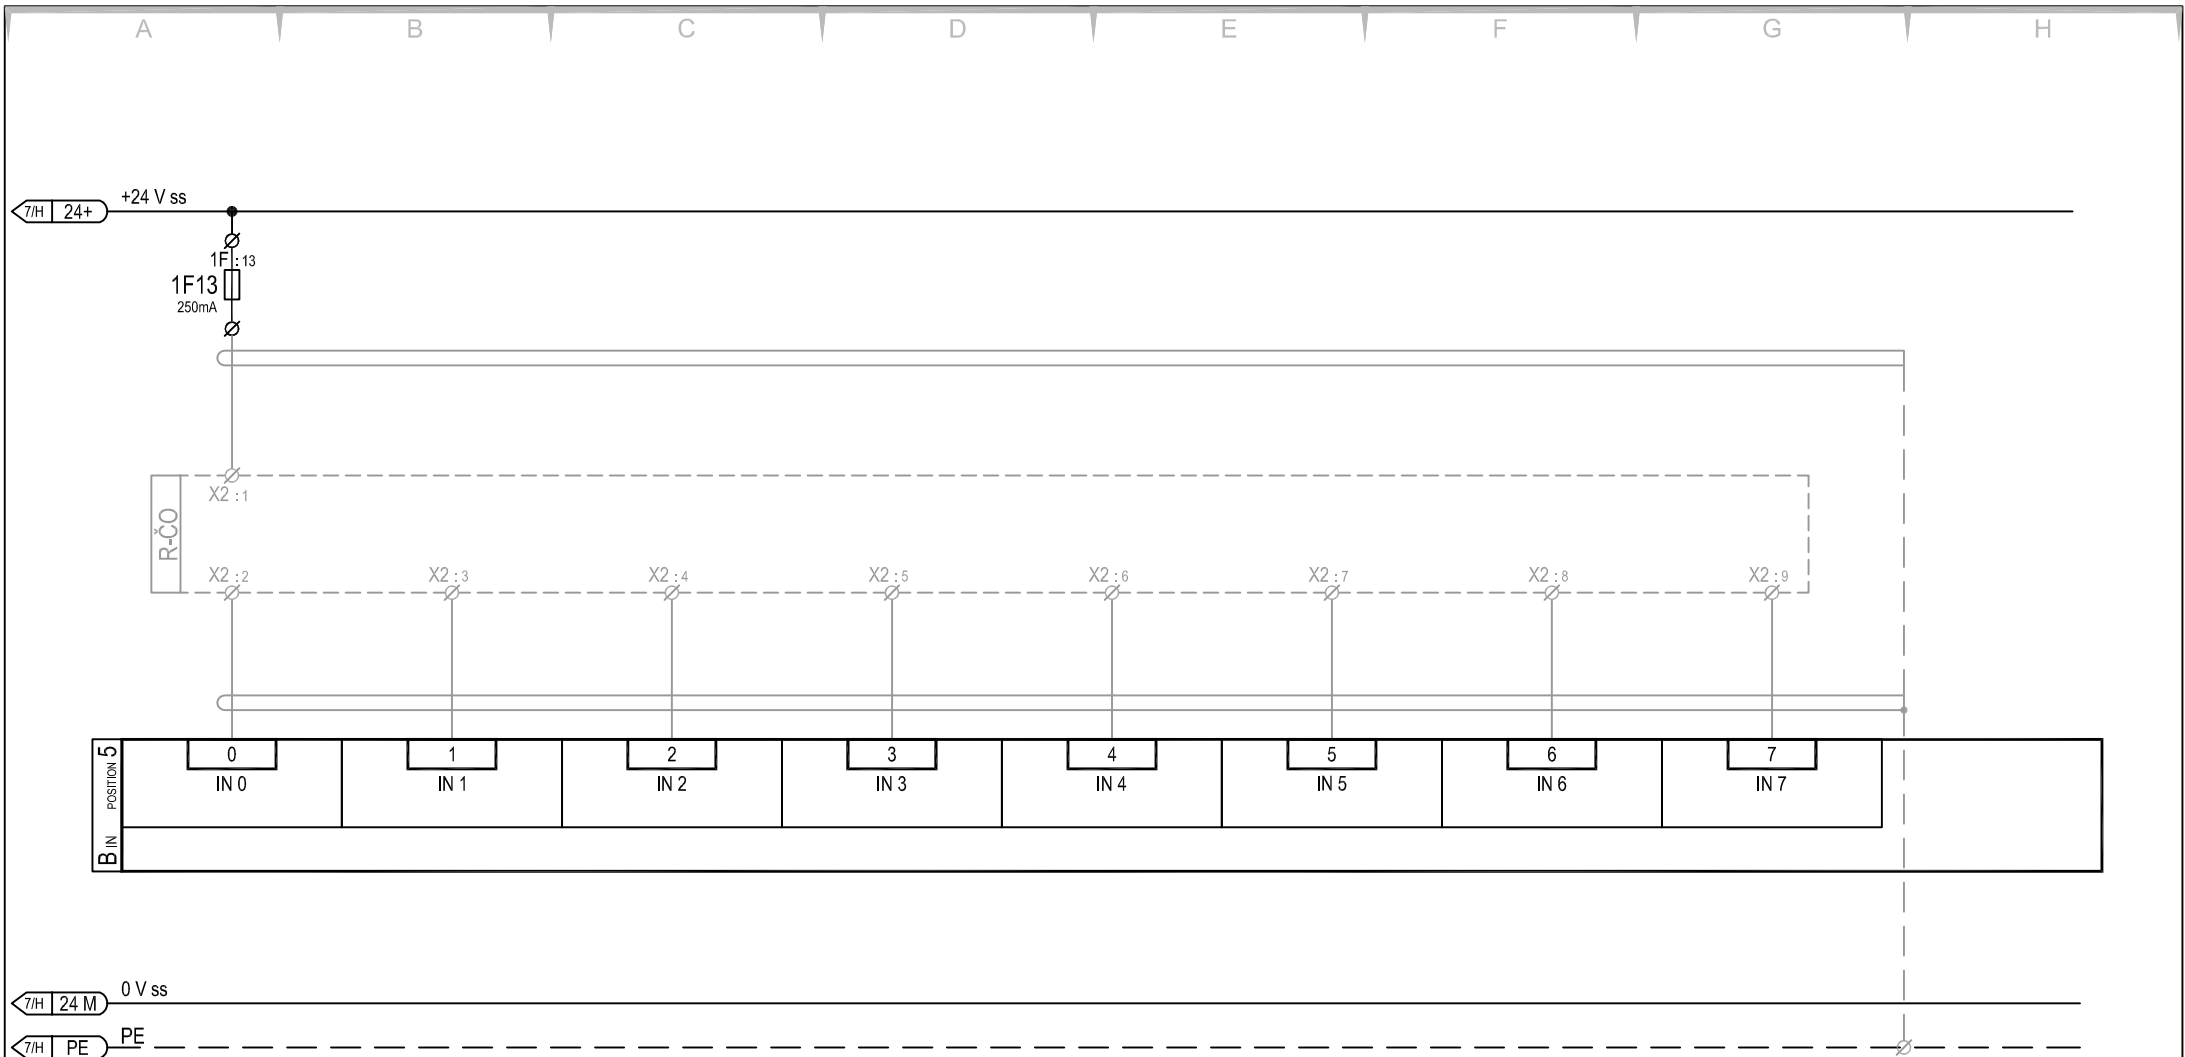 A B C D E F G H
+24 V ss
7/H 24+
1F :13
1F13
250mA
X2 :1
R-ČO
X2 :2 X2 :3 X2 :4 X2 :5 X2 :6 X2 :7 X2 :8 X2 :9
B IN POSITION 5
0 1 2 3 4 5 6 7
IN 0 IN 1 IN 2 IN 3 IN 4 IN 5 IN 6 IN 7
0 V ss
7/H 24 M
PE
7/H PE